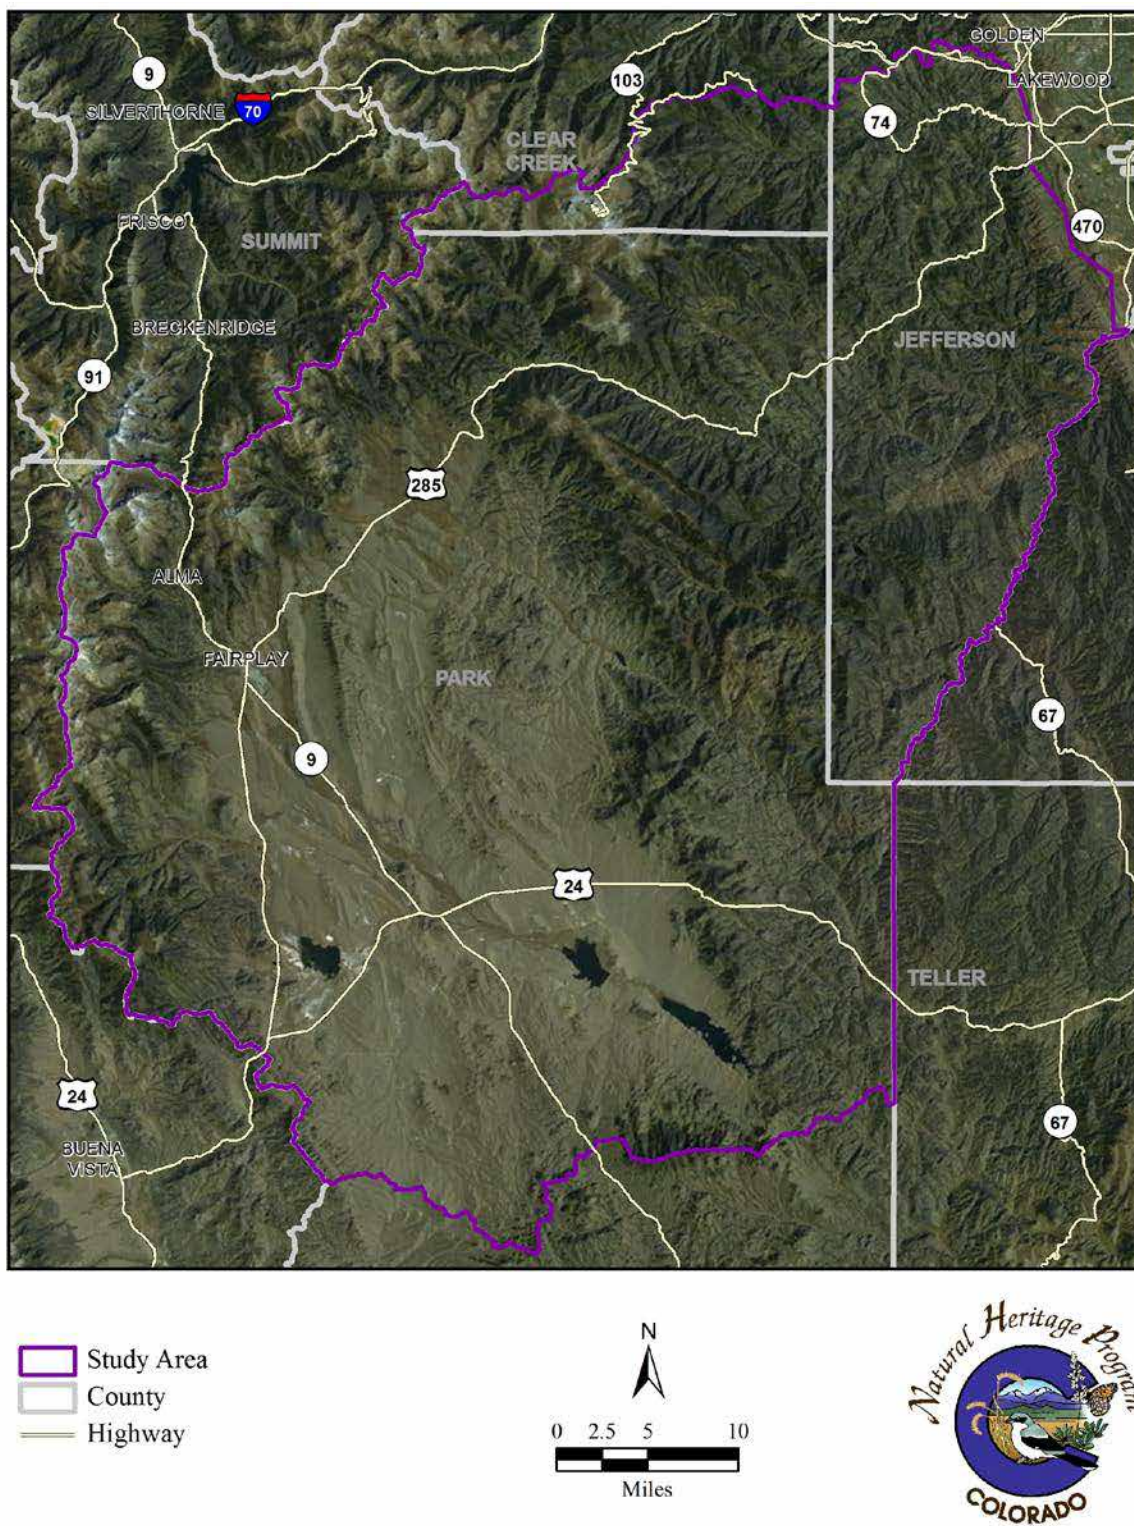 GOLDEN
9
103
LAKEWOOD
SILVERTHORNE
70
74
CLEAR
CREEK
FRISCO
SUMMIT
470
BRECKENRIDGE
JEFFERSON
91
285
ALMA
FAIRPLAY
PARK
67
9
24
TELLER
24
67
BUENA
VISTA
Study Area
County
Highway
N
0 2.5 5 10
Miles
Natural Heritage Program
COLORADO